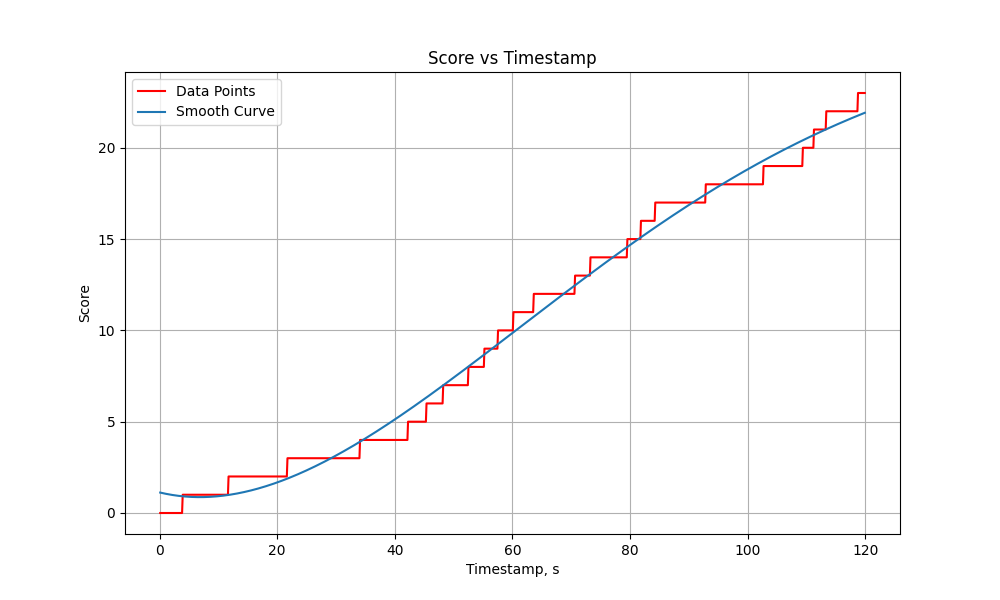 Score vs Timestamp
Data Points
Smooth Curve
Score
20
15
10
5
0
0 20 40 60 80 100 120
Timestamp, s